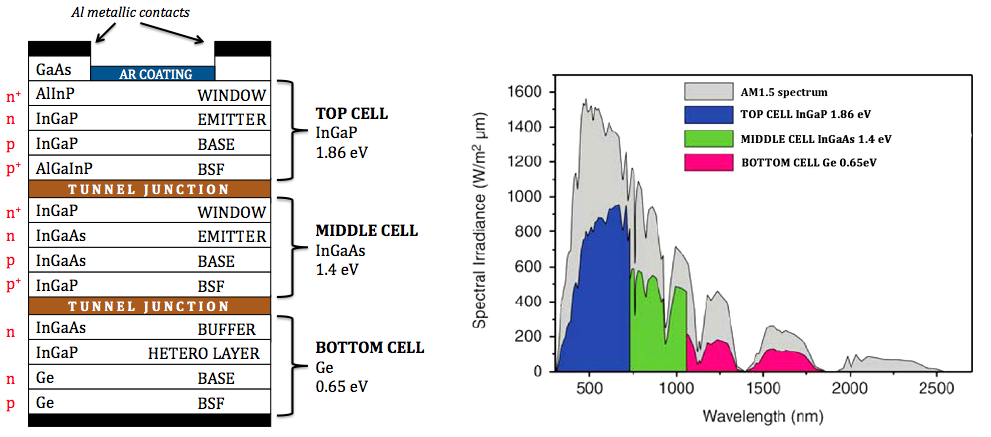 Al metallic contacts
GaAs
AR COATING
n+ AlInP WINDOW
n InGaP EMITTER
p InGaP BASE
p+ AlGaInP BSF
TOP CELL
InGaP
1.86 eV
TUNNEL JUNCTION
n+ InGaP WINDOW
n InGaAs EMITTER
p InGaAs BASE
p+ InGaP BSF
MIDDLE CELL
InGaAs
1.4 eV
TUNNEL JUNCTION
n InGaAs BUFFER
InGaP HETERO LAYER
n Ge BASE
p Ge BSF
BOTTOM CELL
Ge
0.65 eV
Spectral Irradiance (W/m² µm)
1600
1400
1200
1000
800
600
400
200
0
AM1.5 spectrum
TOP CELL InGaP 1.86 eV
MIDDLE CELL InGaAs 1.4 eV
BOTTOM CELL Ge 0.65eV
500 1000 1500 2000 2500
Wavelength (nm)